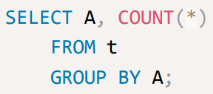 SELECT A, COUNT(*)
FROM t
GROUP BY A;